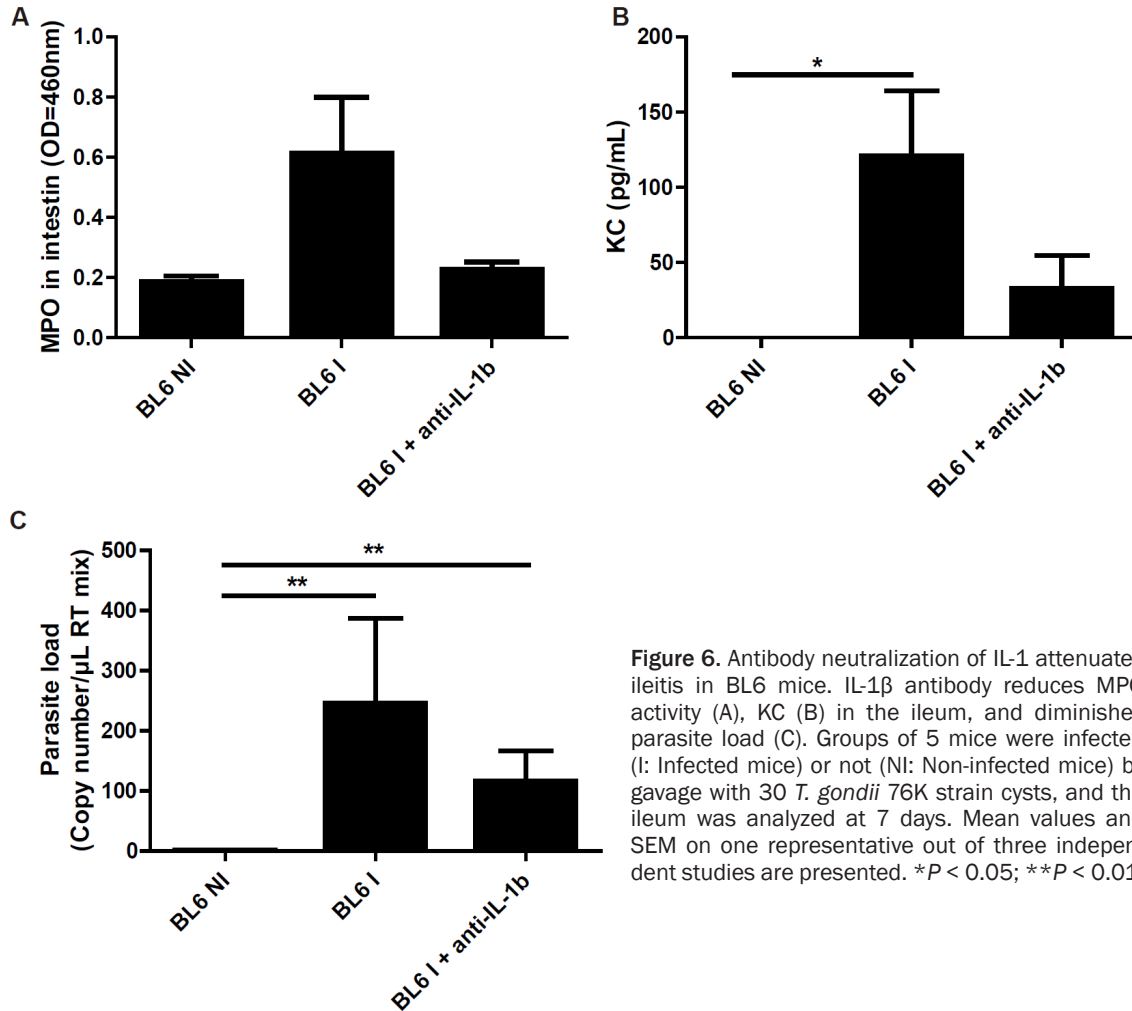 A
MPO in intestin (OD=460nm)
1.0
0.8
0.6
0.4
0.2
0.0
BL6 NI
BL6 I
BL6 I + anti-IL-1b
B
KC (pg/mL)
200
150
100
50
0
*
BL6 NI
BL6 I
BL6 I + anti-IL-1b
C
Parasite load
(Copy number/µL RT mix)
500
400
300
200
100
0
**
**
BL6 NI
BL6 I
BL6 I + anti-IL-1b
Figure 6. Antibody neutralization of IL-1 attenuate
ileitis in BL6 mice. IL-1β antibody reduces MPO
activity (A), KC (B) in the ileum, and diminishe
parasite load (C). Groups of 5 mice were infecte
(I: Infected mice) or not (NI: Non-infected mice) b
gavage with 30 T. gondii 76K strain cysts, and th
ileum was analyzed at 7 days. Mean values an
SEM on one representative out of three indepen-
dent studies are presented. *P < 0.05; **P < 0.01